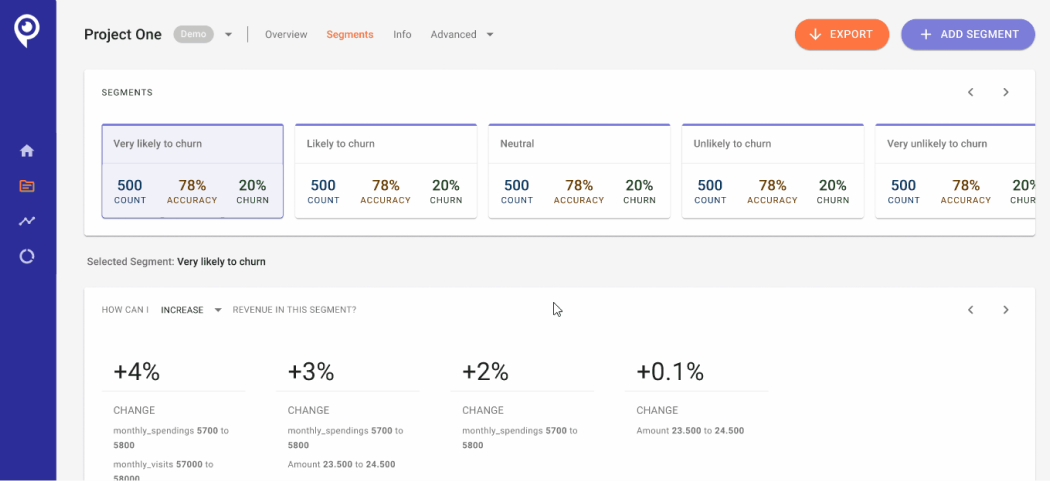 Project One Demo Overview Segments Info Advanced EXPORT ADD SEGMENT
SEGMENTS
Very likely to churn
500 78% 20%
COUNT ACCURACY CHURN
Likely to churn
500 78% 20%
COUNT ACCURACY CHURN
Neutral
500 78% 20%
COUNT ACCURACY CHURN
Unlikely to churn
500 78% 20%
COUNT ACCURACY CHURN
Very unlikely to churn
500 78% 20%
COUNT ACCURACY CHUR
Selected Segment: Very likely to churn
HOW CAN I INCREASE REVENUE IN THIS SEGMENT?
+4%
CHANGE
monthly_spendings 5700 to
5800
monthly_visits 57000 to
58000
+3%
CHANGE
monthly_spendings 5700 to
5800
Amount 23.500 to 24.500
+2%
CHANGE
monthly_spendings 5700 to
5800
+0.1%
CHANGE
Amount 23.500 to 24.500